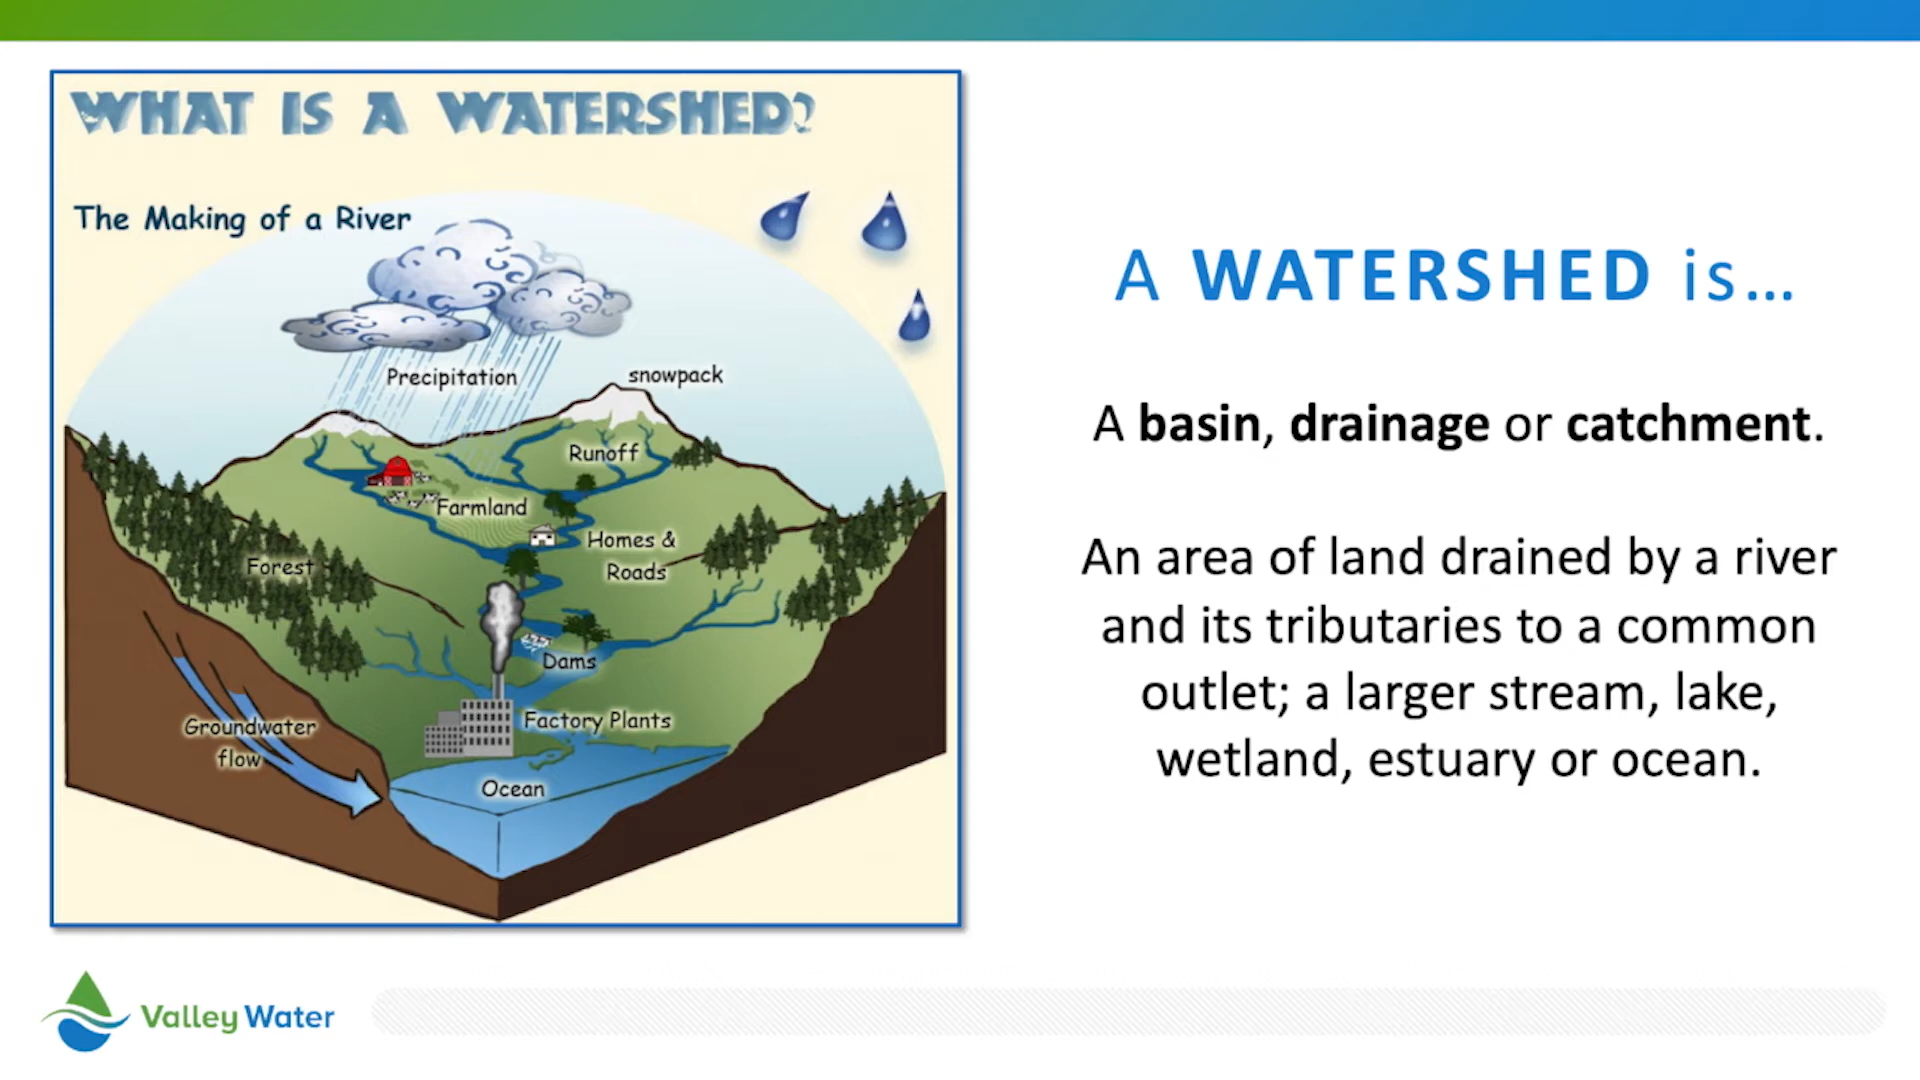 WHAT IS A WATERSHED?
The Making of a River
Precipitation
snowpack
Runoff
Farmland
Homes &
Roads
Forest
Dams
Factory Plants
Groundwater
flow
Ocean
A WATERSHED is...
A basin, drainage or catchment.
An area of land drained by a river
and its tributaries to a common
outlet; a larger stream, lake,
wetland, estuary or ocean.
Valley Water